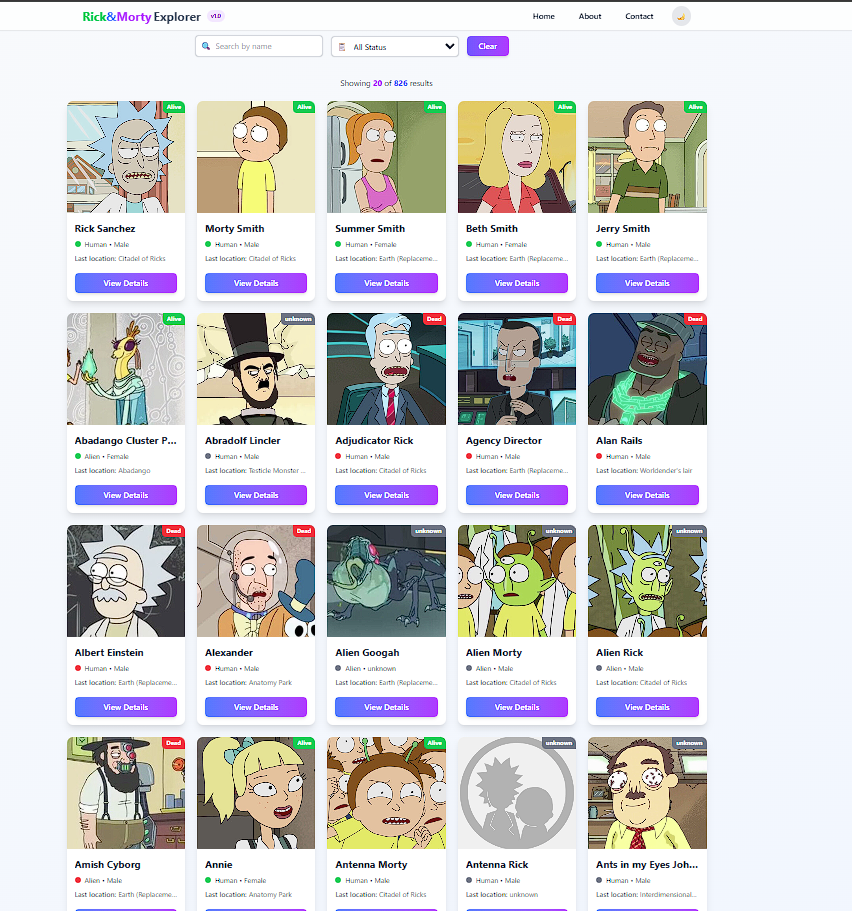 Rick&Morty Explorer v1.0 Home About Contact
Search by name All Status Clear
Showing 20 of 826 results
Alive Alive Alive Alive Alive
Rick Sanchez Morty Smith Summer Smith Beth Smith Jerry Smith
Human • Male Human • Male Human • Female Human • Female Human • Male
Last location: Citadel of Ricks Last location: Citadel of Ricks Last location: Earth (Replaceme... Last location: Earth (Replaceme... Last location: Earth (Replaceme...
View Details View Details View Details View Details View Details
Alive unknown Dead Dead Dead
Abadango Cluster P... Abradolf Lincler Adjudicator Rick Agency Director Alan Rails
Alien • Female Human • Male Human • Male Human • Male Human • Male
Last location: Abadango Last location: Testicle Monster ... Last location: Citadel of Ricks Last location: Earth (Replaceme... Last location: Worldender's lair
View Details View Details View Details View Details View Details
Dead Dead unknown unknown unknown
Albert Einstein Alexander Alien Googah Alien Morty Alien Rick
Human • Male Human • Male Alien • unknown Alien • Male Alien • Male
Last location: Earth (Replaceme... Last location: Anatomy Park Last location: Earth (Replaceme... Last location: Citadel of Ricks Last location: Citadel of Ricks
View Details View Details View Details View Details View Details
Dead Alive Alive unknown unknown
Amish Cyborg Annie Antenna Morty Antenna Rick Ants in my Eyes Joh...
Alien • Male Human • Female Human • Male Human • Male Human • Male
Last location: Earth (Replaceme... Last location: Anatomy Park Last location: Citadel of Ricks Last location: unknown Last location: Interdimensional...